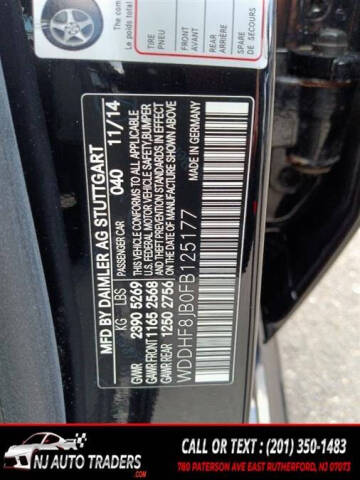 Le poids total
TIRE
PNEU
FRONT
AVANT
REAR
ARRIÈRE
SPARE
DE SECOURS
MFD BY DAIMLER AG STUTTGART
PASSENGER CAR 040 11/14
KG LBS
GVWR 2390 5269
GAWR FRONT 1165 2568
GAWR REAR 1250 2756
THIS VEHICLE CONFORMS TO ALL APPLICABLE
U.S. FEDERAL MOTOR VEHICLE SAFETY, BUMPER
AND THEFT PREVENTION STANDARDS IN EFFECT
ON THE DATE OF MANUFACTURE SHOWN ABOVE
MADE IN GERMANY
WDDHF8JB0FB125177
NJ AUTO TRADERS
.COM
CALL OR TEXT : (201) 350-1483
780 PATERSON AVE EAST RUTHERFORD, NJ 07073